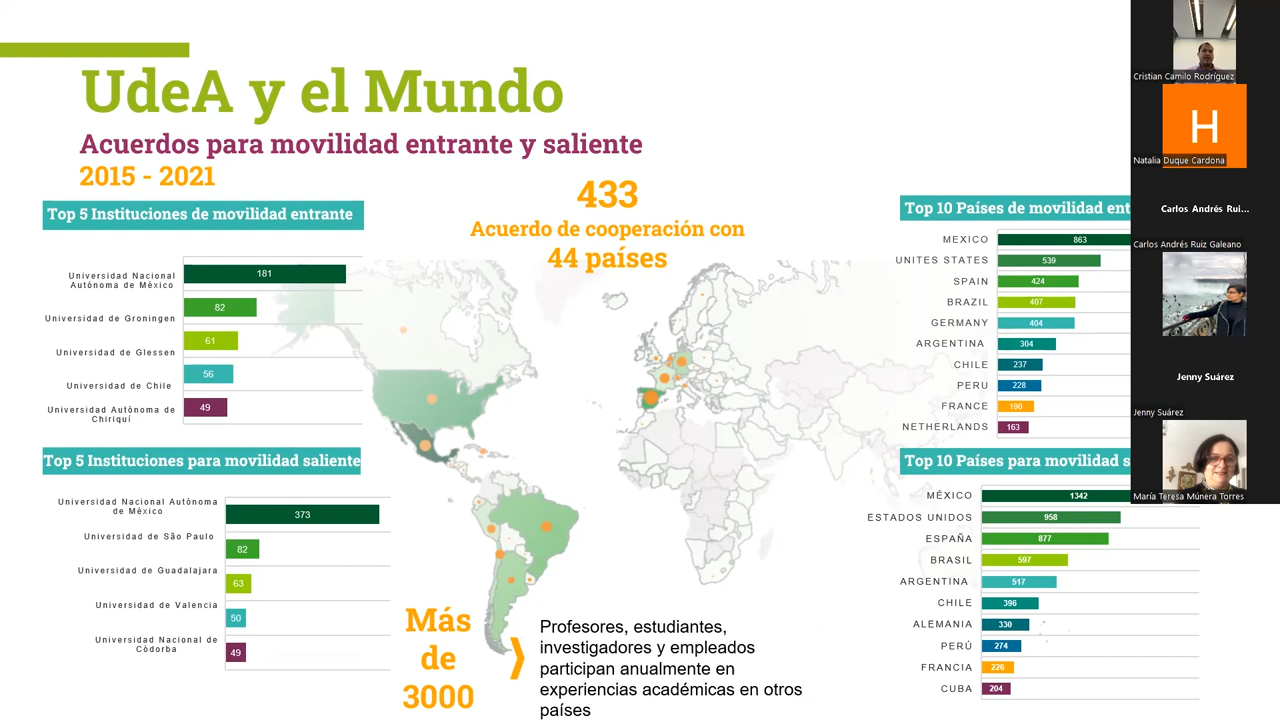 UdeA y el Mundo
Acuerdos para movilidad entrante y saliente
2015 - 2021
433
Acuerdo de cooperación con
44 países
Top 5 Instituciones de movilidad entrante
Universidad Nacional
Autónoma de México
181
Universidad de Groningen
82
Universidad de Glessen
61
Universidad de Chile
56
Universidad Autònoma de
Chiriquí
49
Top 5 Instituciones para movilidad saliente
Universidad Nacional Autónoma
de México
373
Universidad de São Paulo
82
Universidad de Guadalajara
63
Universidad de Valencia
50
Universidad Nacional de
Córdorba
49
Más
de
3000
Profesores, estudiantes,
investigadores y empleados
participan anualmente en
experiencias académicas en otros
países
Top 10 Países de movilidad ent
MEXICO 863
UNITES STATES 539
SPAIN 424
BRAZIL 407
GERMANY 404
ARGENTINA 304
CHILE 237
PERU 228
FRANCE 190
NETHERLANDS 163
Top 10 Países para movilidad s
MÉXICO 1342
ESTADOS UNIDOS 958
ESPAÑA 877
BRASIL 597
ARGENTINA 517
CHILE 396
ALEMANIA 330
PERÚ 274
FRANCIA 226
CUBA 204
Cristian Camilo Rodríguez
H
Natalia Duque Cardona
Carlos Andrés Rui...
Carlos Andrés Ruiz Galeano
Jenny Suárez
Jenny Suárez
María Teresa Múnera Torres